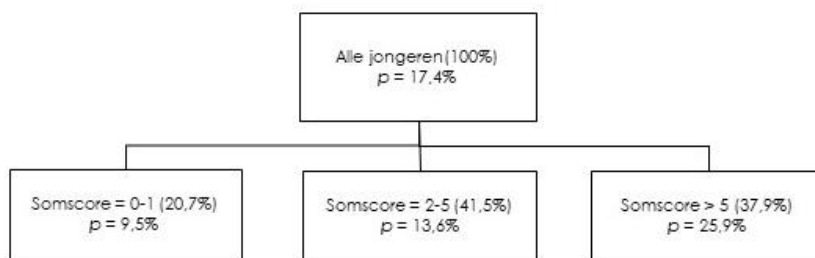 Alle jongeren (100%)
p = 17,4%
Somscore = 0-1 (20,7%)
p = 9,5%
Somscore = 2-5 (41,5%)
p = 13,6%
Somscore > 5 (37,9%)
p = 25,9%